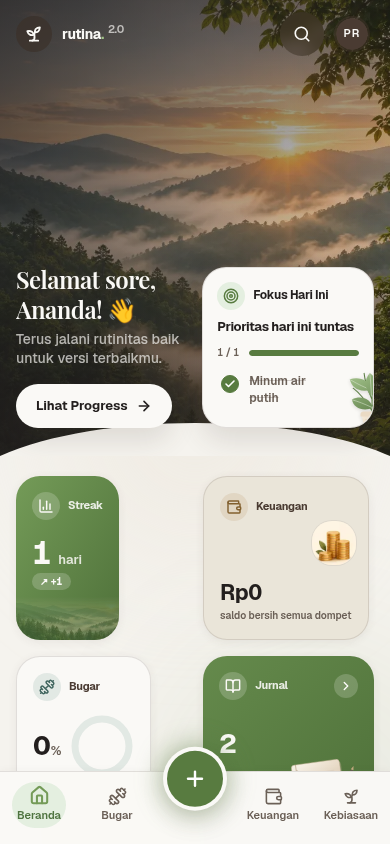 rutina. 2.0
PR
Selamat sore,
Ananda! 👋
Terus jalani rutinitas baik
untuk versi terbaikmu.
Lihat Progress →
Fokus Hari Ini
Prioritas hari ini tuntas
1 / 1
Minum air
putih
Streak
1 hari
↗ +1
Keuangan
Rp0
saldo bersih semua dompet
Bugar
0%
Jurnal
2
+
Beranda
Bugar
Keuangan
Kebiasaan